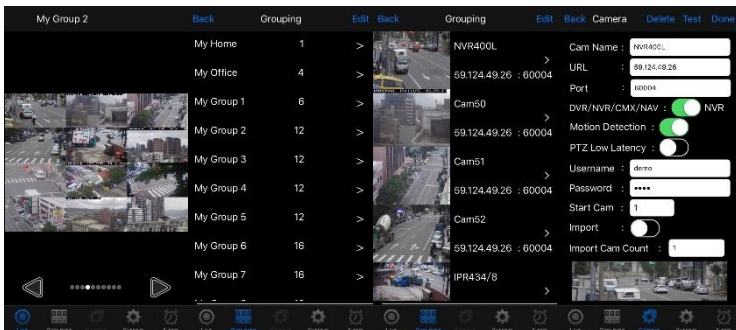 My Group 2
Back Grouping Edit
My Home 1 >
My Office 4 >
My Group 1 6 >
My Group 2 12 >
My Group 3 12 >
My Group 4 12 >
My Group 5 12 >
My Group 6 16 >
My Group 7 16 >
Back Grouping Edit
NVR400L
59.124.49.26 : 60004
Cam50
59.124.49.26 : 60004
Cam51
59.124.49.26 : 60004
Cam52
59.124.49.26 : 60004
IPR434/8
Back Camera Delete Test Done
Cam Name : NVR400L
URL : 59.124.49.26
Port : 60004
DVR/NVR/CMX/NAV : NVR
Motion Detection :
PTZ Low Latency :
Username : demo
Password : ••••
Start Cam : 1
Import :
Import Cam Count : 1